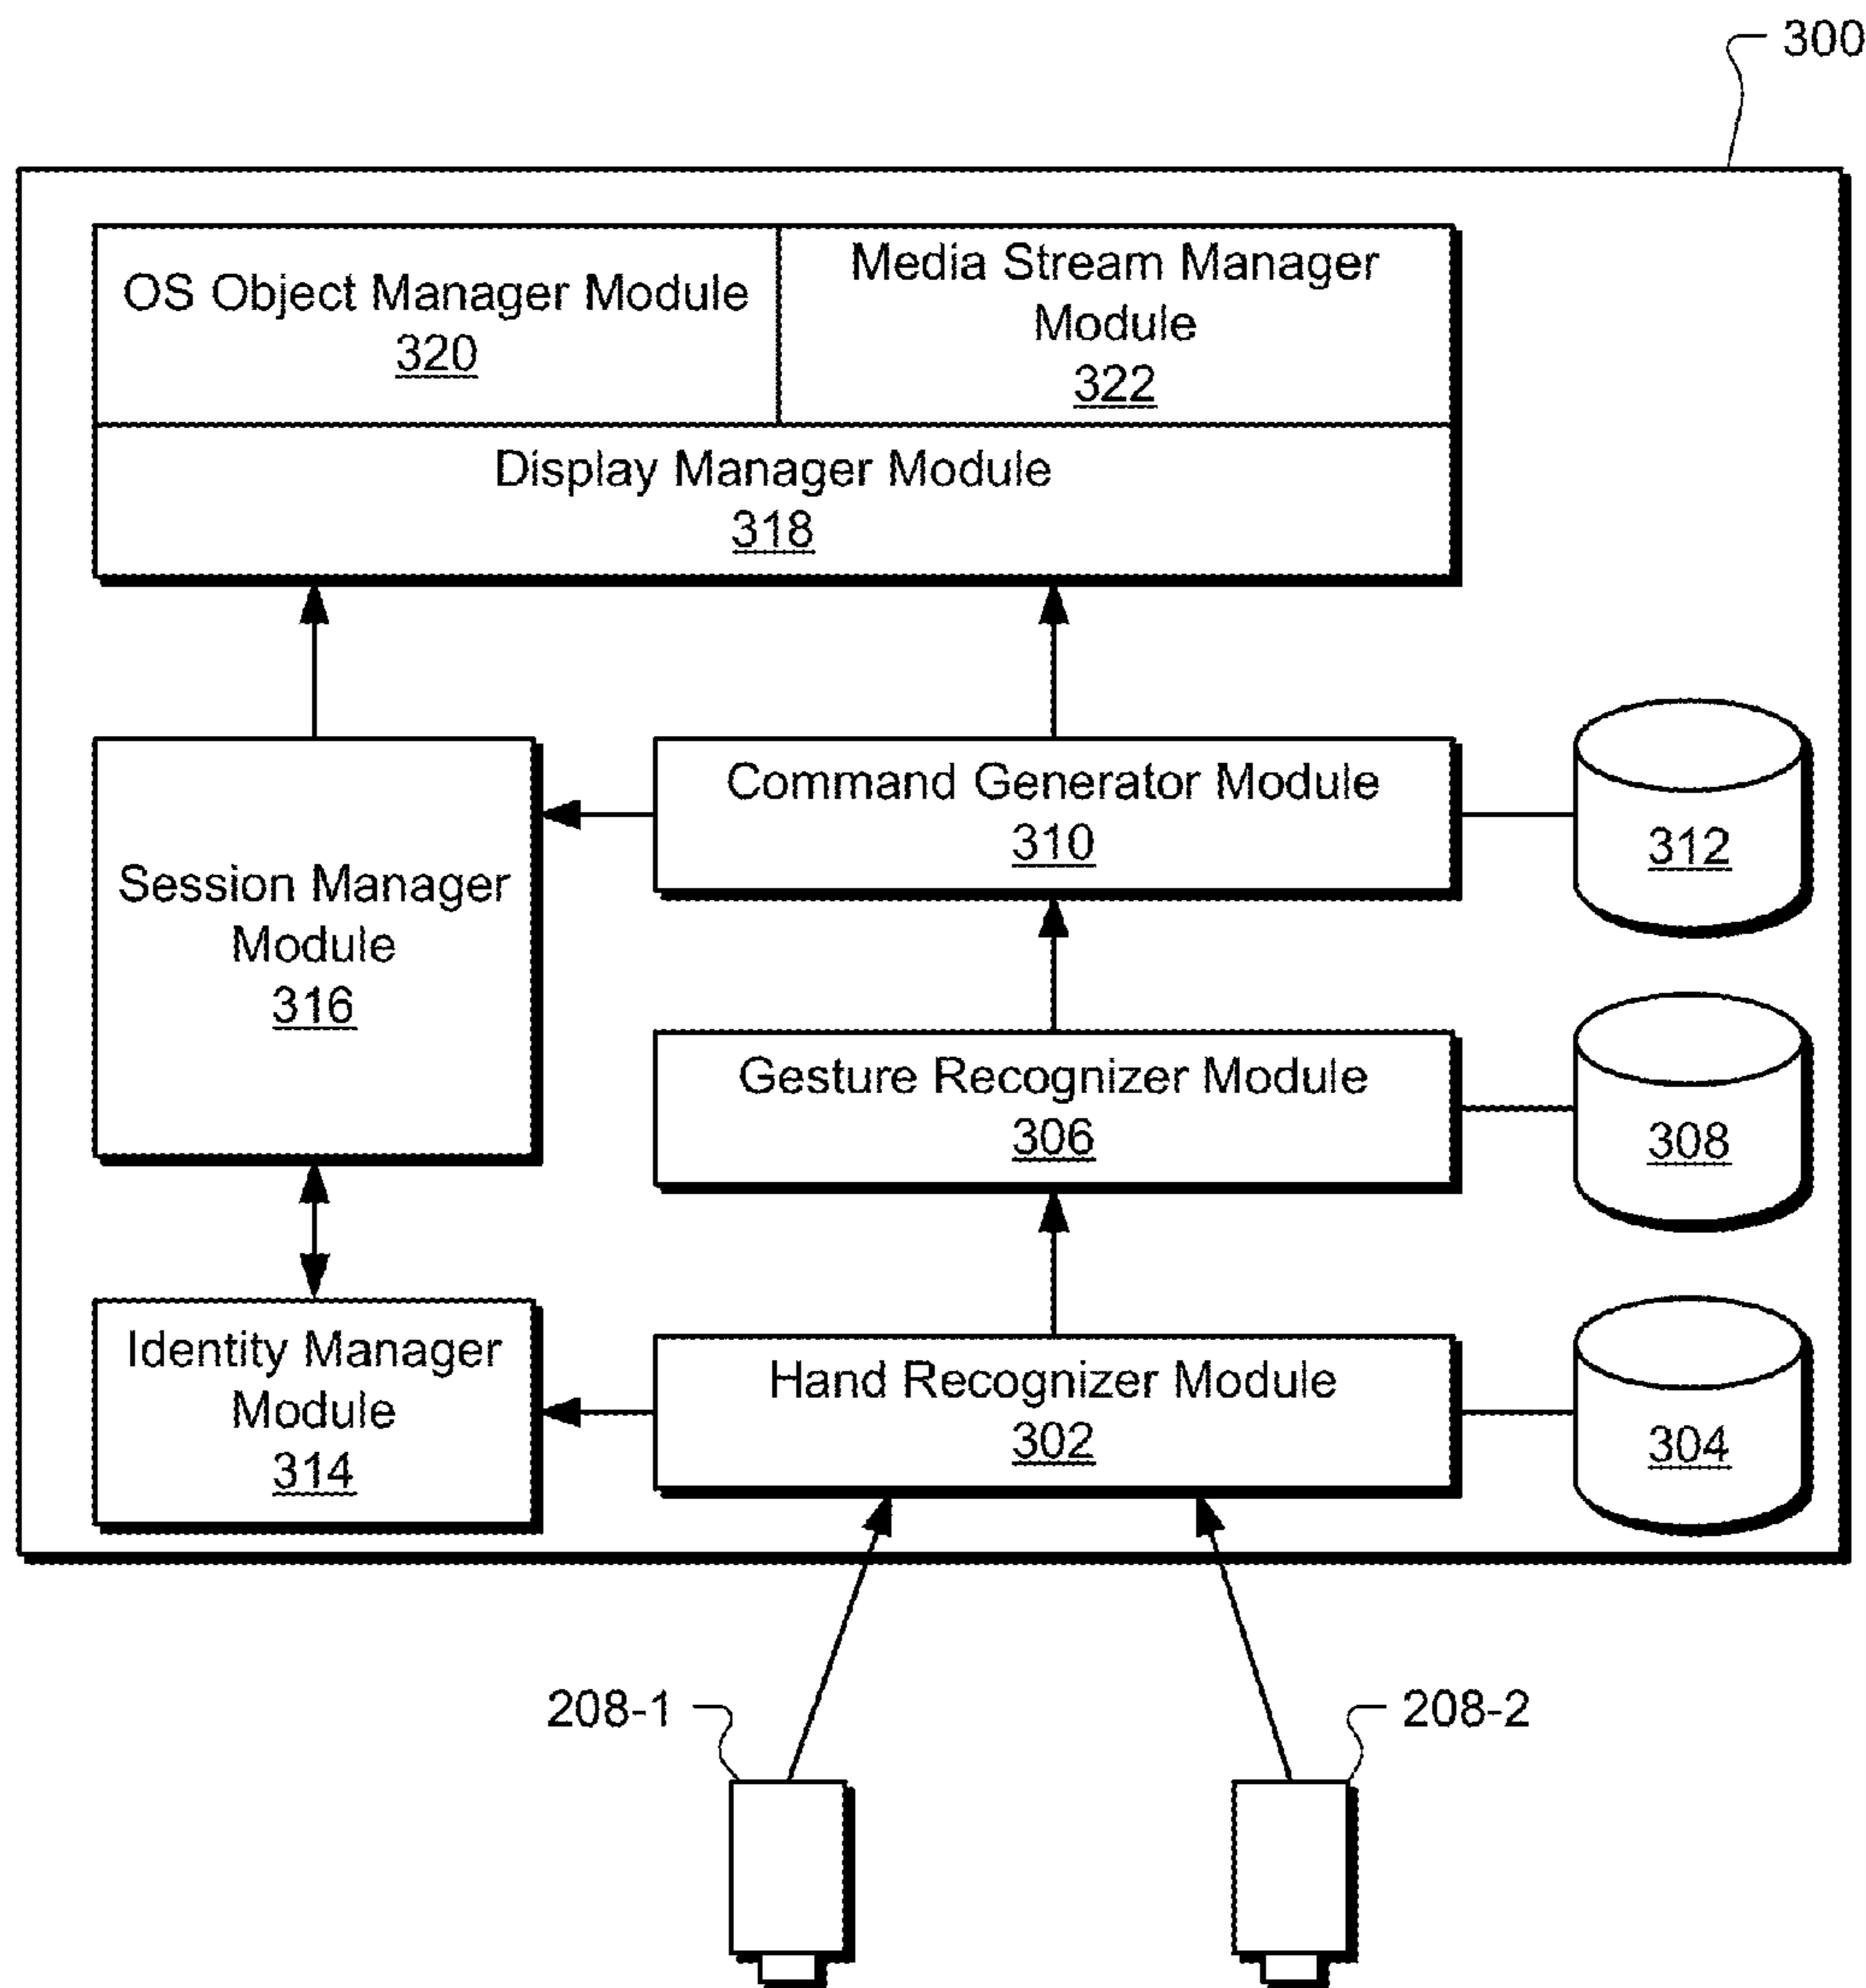 300
OS Object Manager Module
320
Media Stream Manager
Module
322
Display Manager Module
318
Session Manager
Module
316
Command Generator Module
310
312
Gesture Recognizer Module
306
308
Identity Manager
Module
314
Hand Recognizer Module
302
304
208-1
208-2